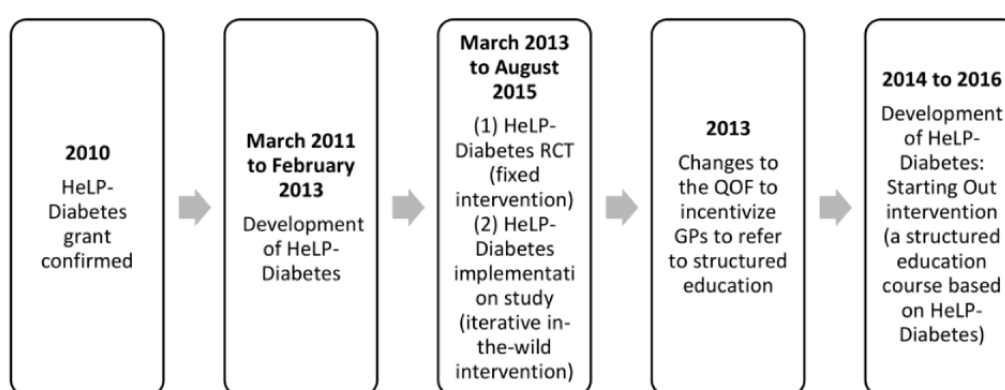 2010
HeLP-
Diabetes
grant
confirmed
March 2011
to February
2013
Development
of HeLP-
Diabetes
March 2013
to August
2015
(1) HeLP-
Diabetes RCT
(fixed
intervention)
(2) HeLP-
Diabetes
implementati
on study
(iterative in-
the-wild
intervention)
2013
Changes to
the QOF to
incentivize
GPs to refer
to structured
education
2014 to 2016
Development
of HeLP-
Diabetes:
Starting Out
intervention
(a structured
education
course based
on HeLP-
Diabetes)